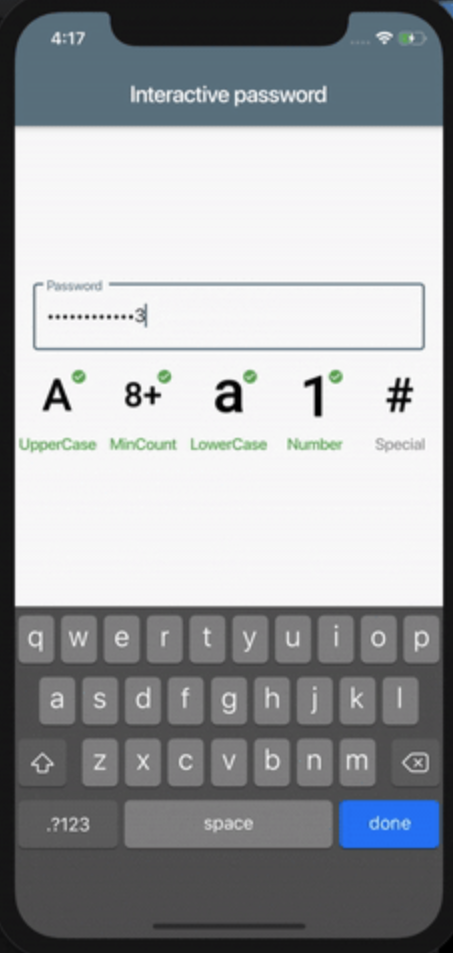 4:17
Interactive password
Password
••••••••••••3
A 8+ a 1 #
UpperCase MinCount LowerCase Number Special
q w e r t y u i o p
a s d f g h j k l
z x c v b n m
.?123 space done